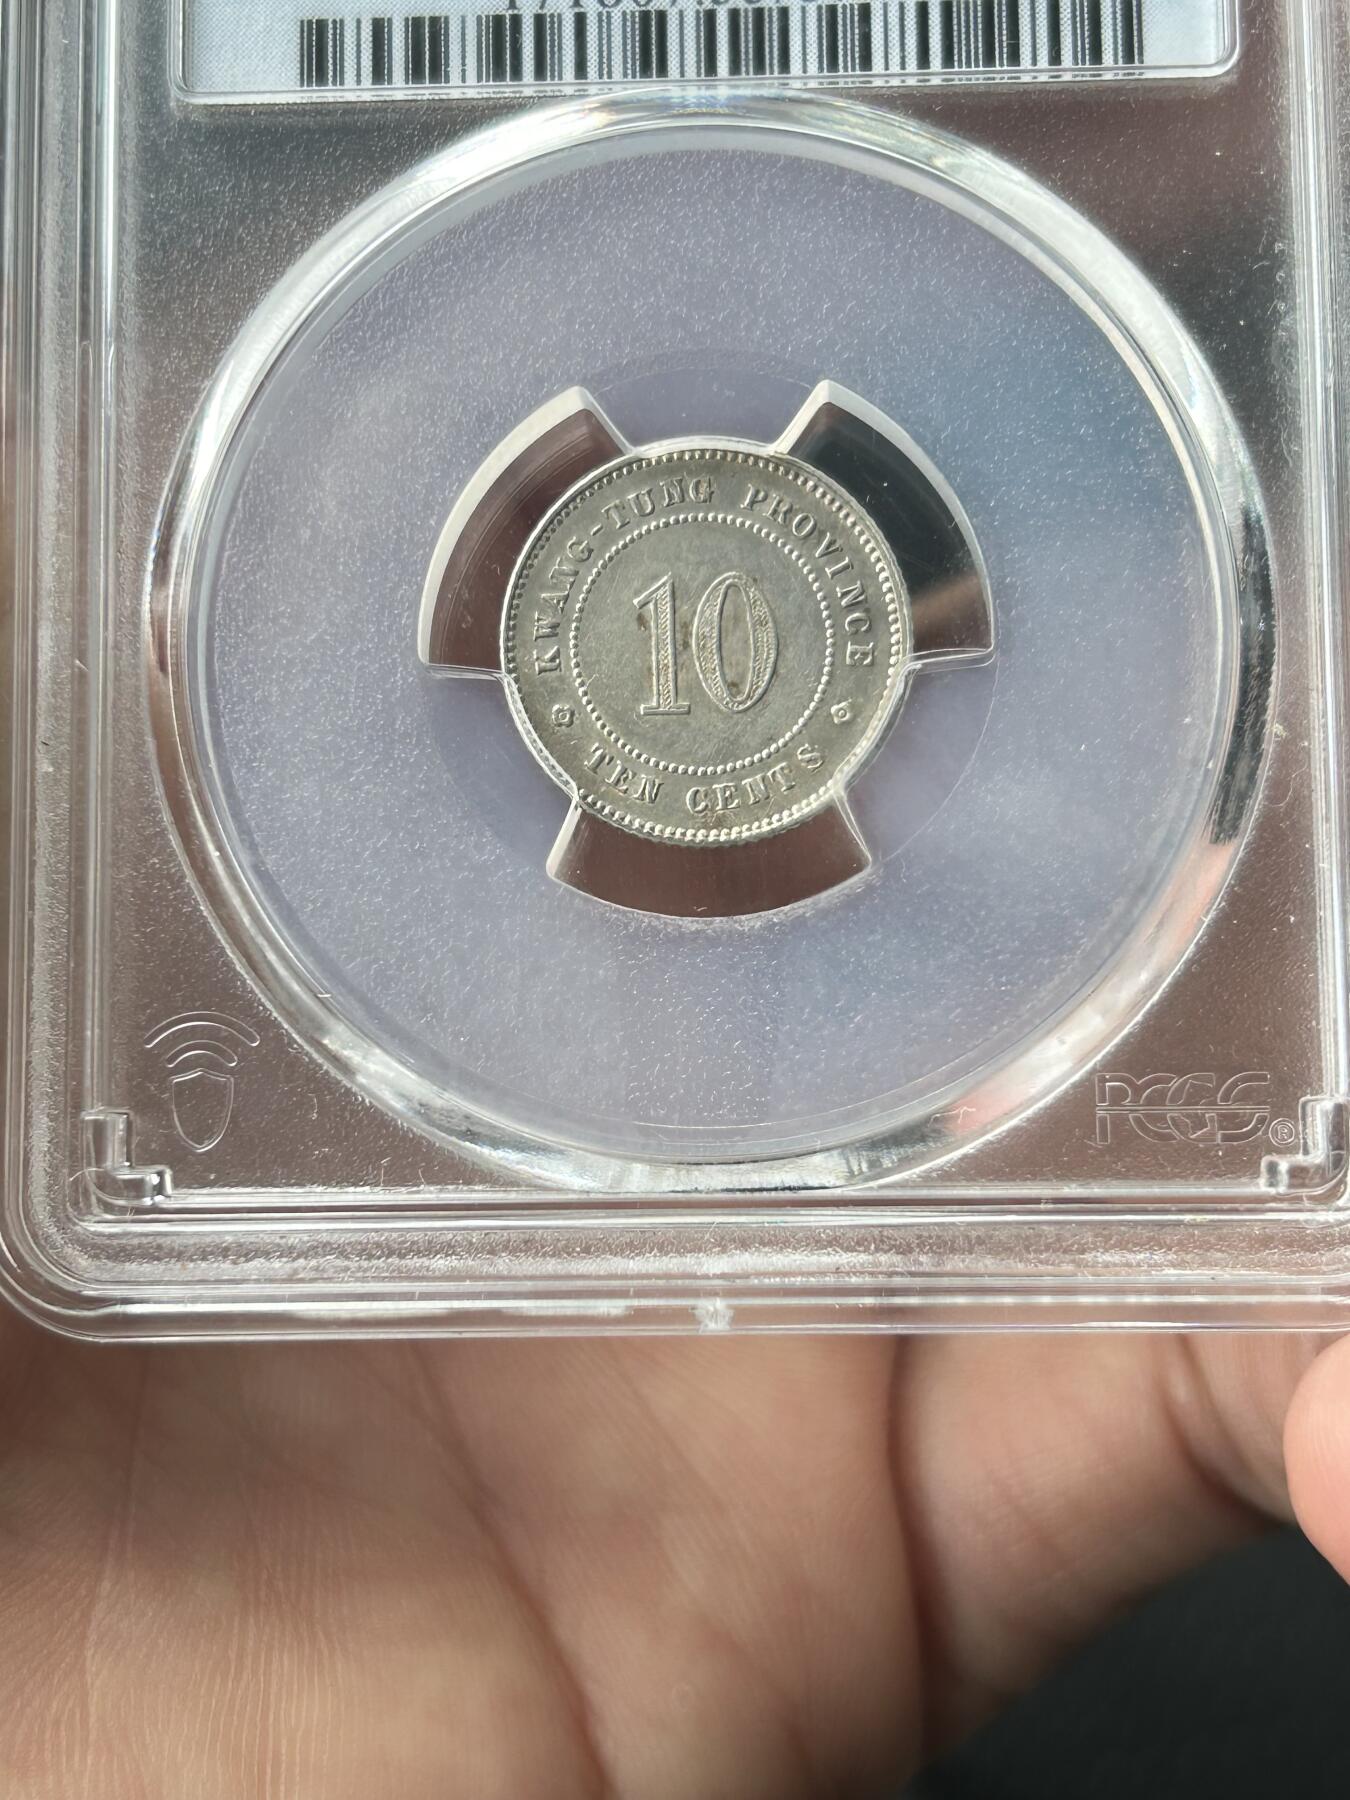 KWANG-TUNG PROVINCE
10
TEN CENTS
PCGS®